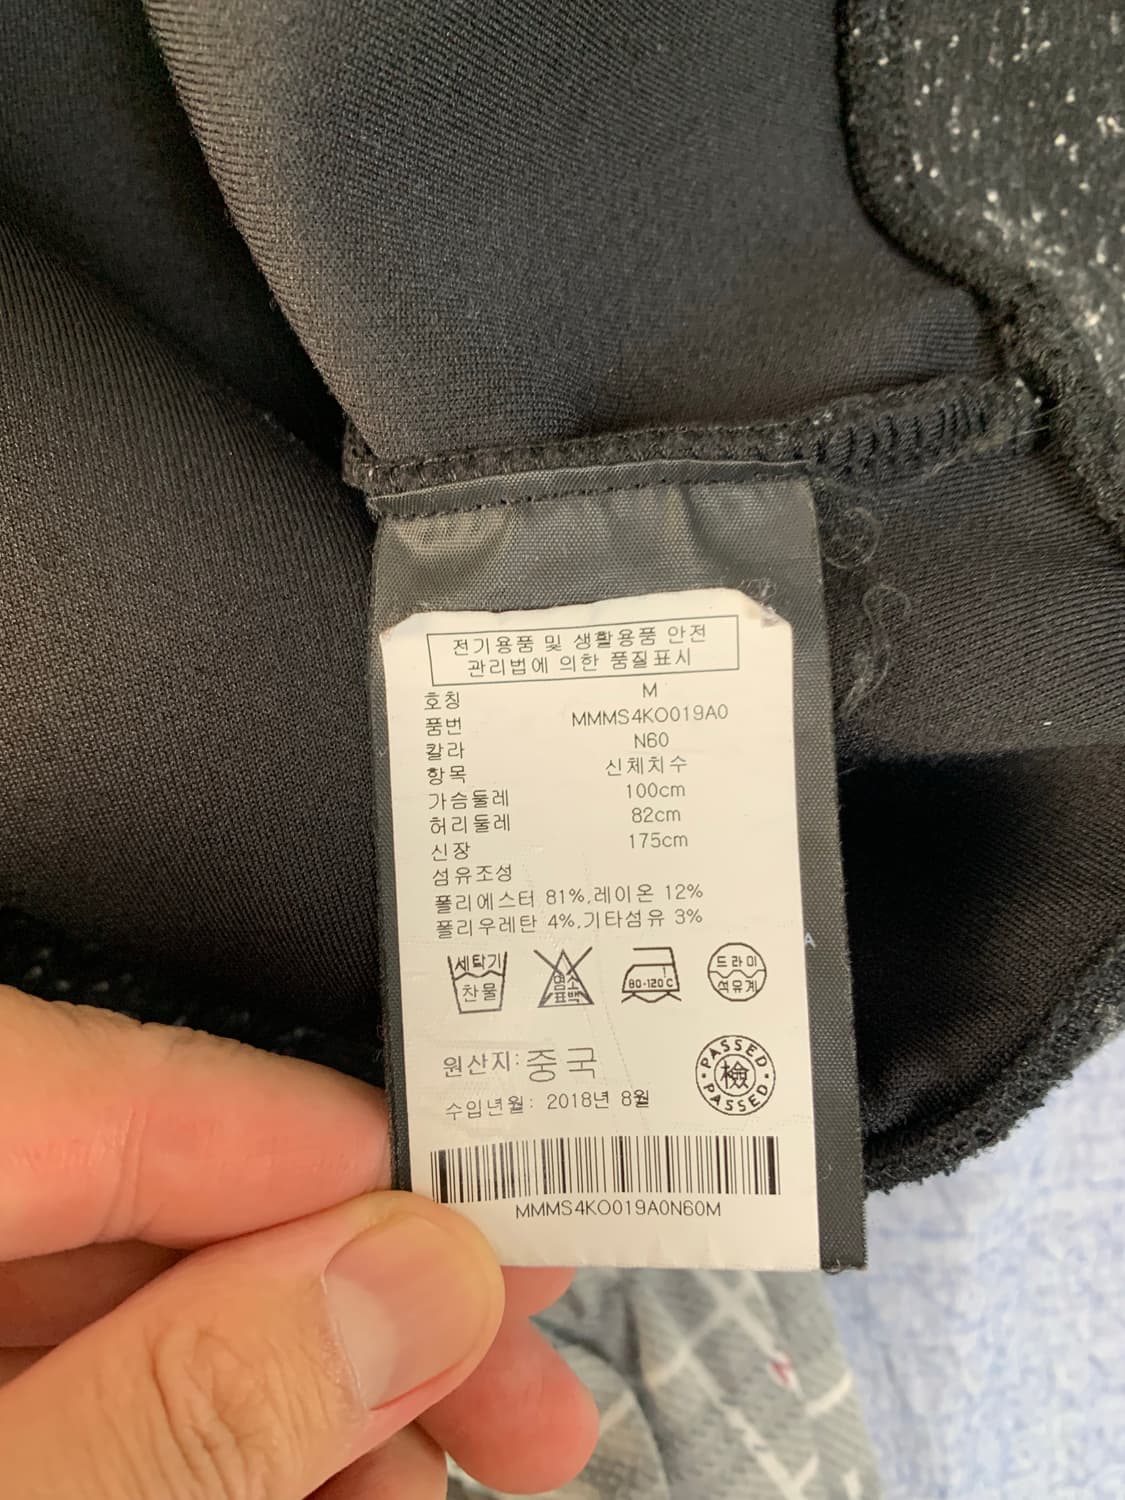 전기용품 및 생활용품 안전
관리법에 의한 품질표시
호칭 M
품번 MMMS4KO019A0
칼라 N60
항목 신체치수
가슴둘레 100cm
허리둘레 82cm
신장 175cm
섬유조성
폴리에스터 81%,레이온 12%
폴리우레탄 4%,기타섬유 3%
세탁기
찬물
염소
표백
80-120℃
드라이
석유계
원산지: 중국
PASSED
檢
PASSED
수입년월: 2018년 8월
MMMS4KO019A0N60M
A